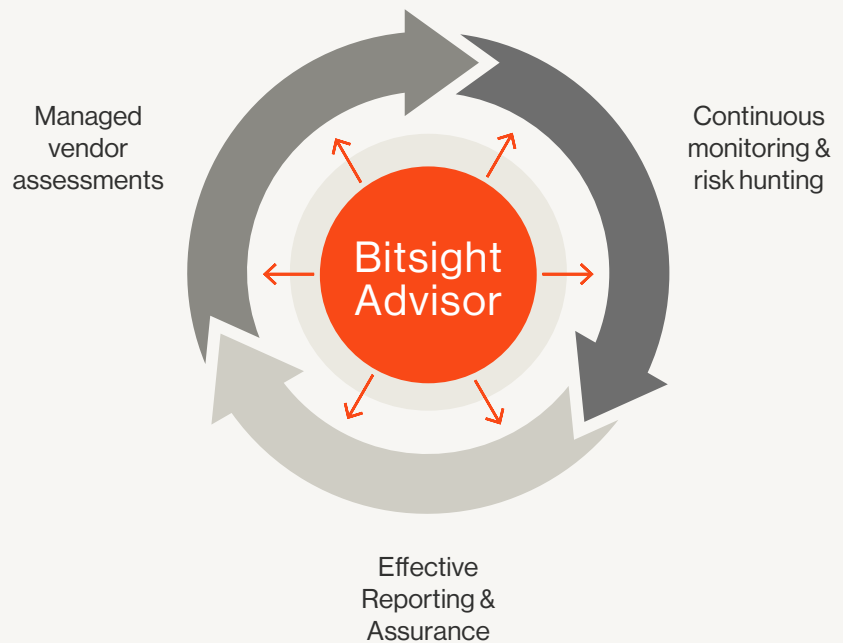 Managed
vendor
assessments
Continuous
monitoring &
risk hunting
Bitsight
Advisor
Effective
Reporting &
Assurance